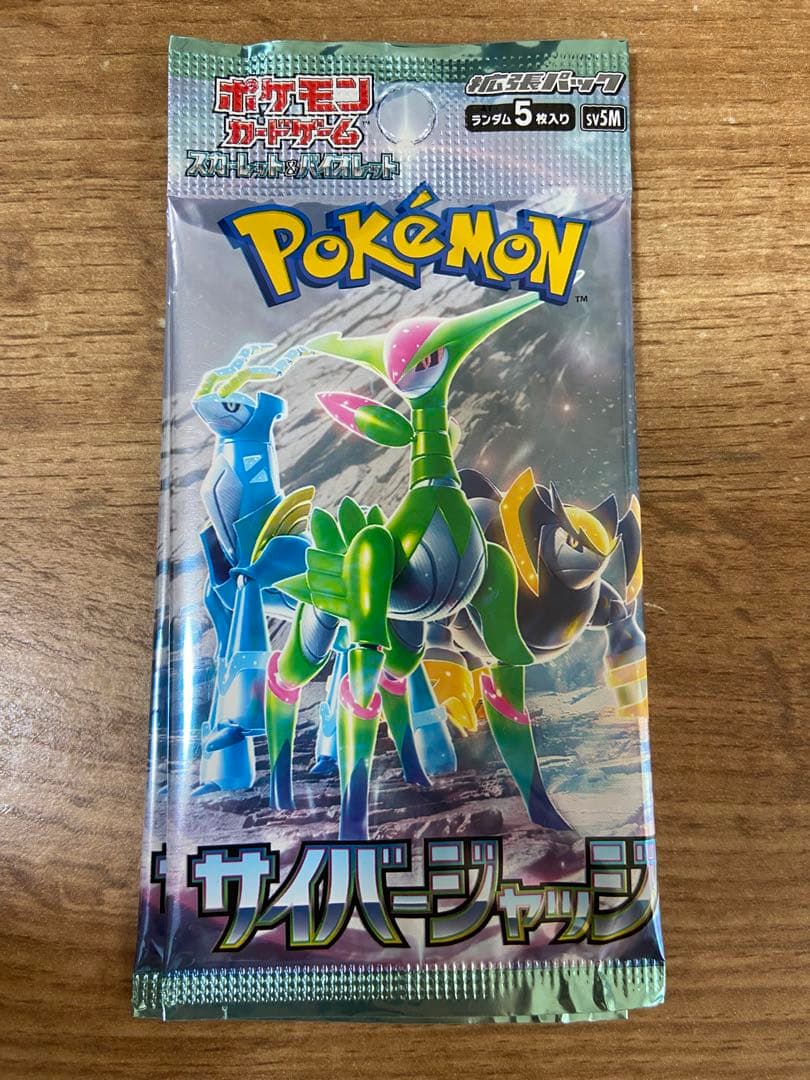 ポケモン
カードゲーム
スカーレット&バイオレット
拡張パック
ランダム5枚入り
SV5M
POKéMON
TM
サイバージャッジ